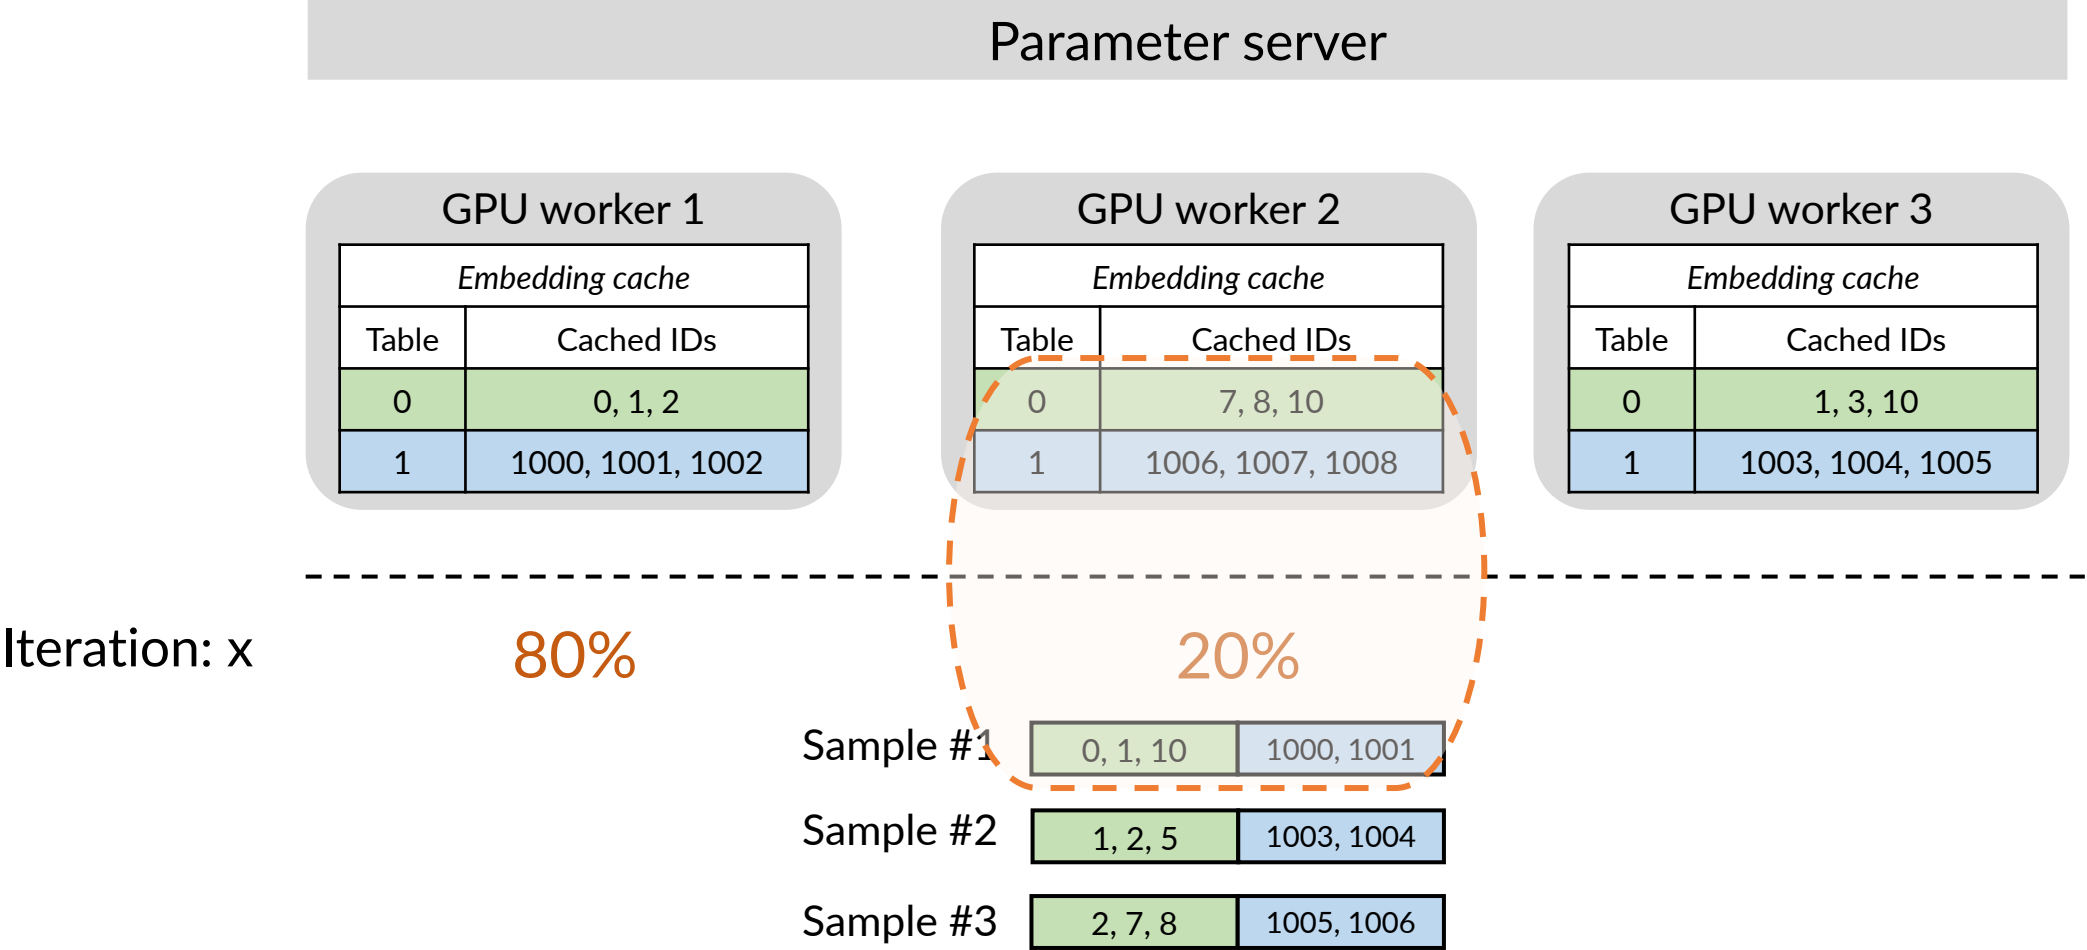 Parameter server
GPU worker 1
Embedding cache
Table Cached IDs
0 0, 1, 2
1 1000, 1001, 1002
GPU worker 2
Embedding cache
Table Cached IDs
0 7, 8, 10
1 1006, 1007, 1008
GPU worker 3
Embedding cache
Table Cached IDs
0 1, 3, 10
1 1003, 1004, 1005
Iteration: x 80% 20%
Sample #1 0, 1, 10 1000, 1001
Sample #2 1, 2, 5 1003, 1004
Sample #3 2, 7, 8 1005, 1006